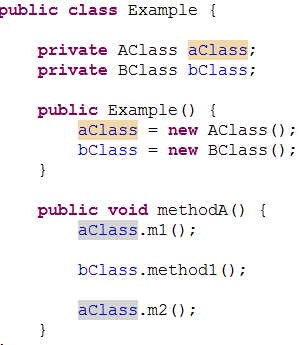 public class Example {
private AClass aClass;
private BClass bClass;
public Example() {
aClass = new AClass();
bClass = new BClass();
}
public void methodA() {
aClass.m1();
bClass.method1();
aClass.m2();
}